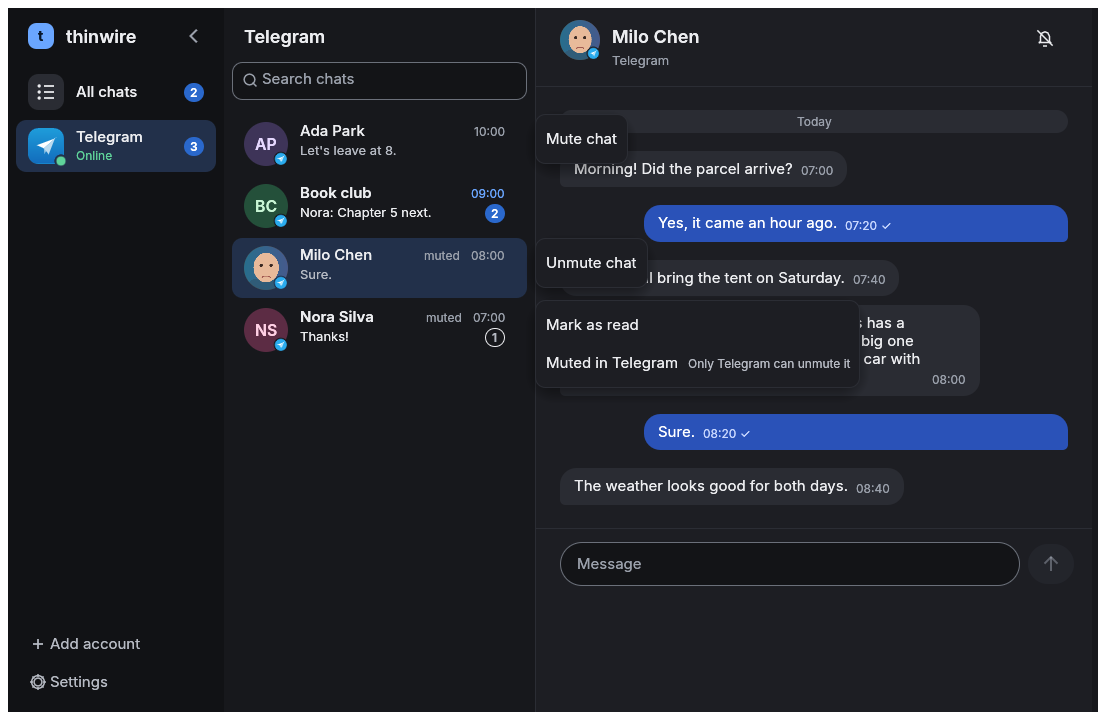 t thinwire
All chats 2
Telegram 3
Online
+ Add account
Settings
Telegram
Search chats
AP Ada Park 10:00
Let's leave at 8.
BC Book club 09:00
Nora: Chapter 5 next. 2
Milo Chen muted 08:00
Sure.
NS Nora Silva muted 07:00
Thanks! 1
Milo Chen
Telegram
Today
Mute chat
Morning! Did the parcel arrive? 07:00
Yes, it came an hour ago. 07:20 ✓
Unmute chat
bring the tent on Saturday. 07:40
Mark as read
has a
big one
Muted in Telegram Only Telegram can unmute it
car with
08:00
Sure. 08:20 ✓
The weather looks good for both days. 08:40
Message